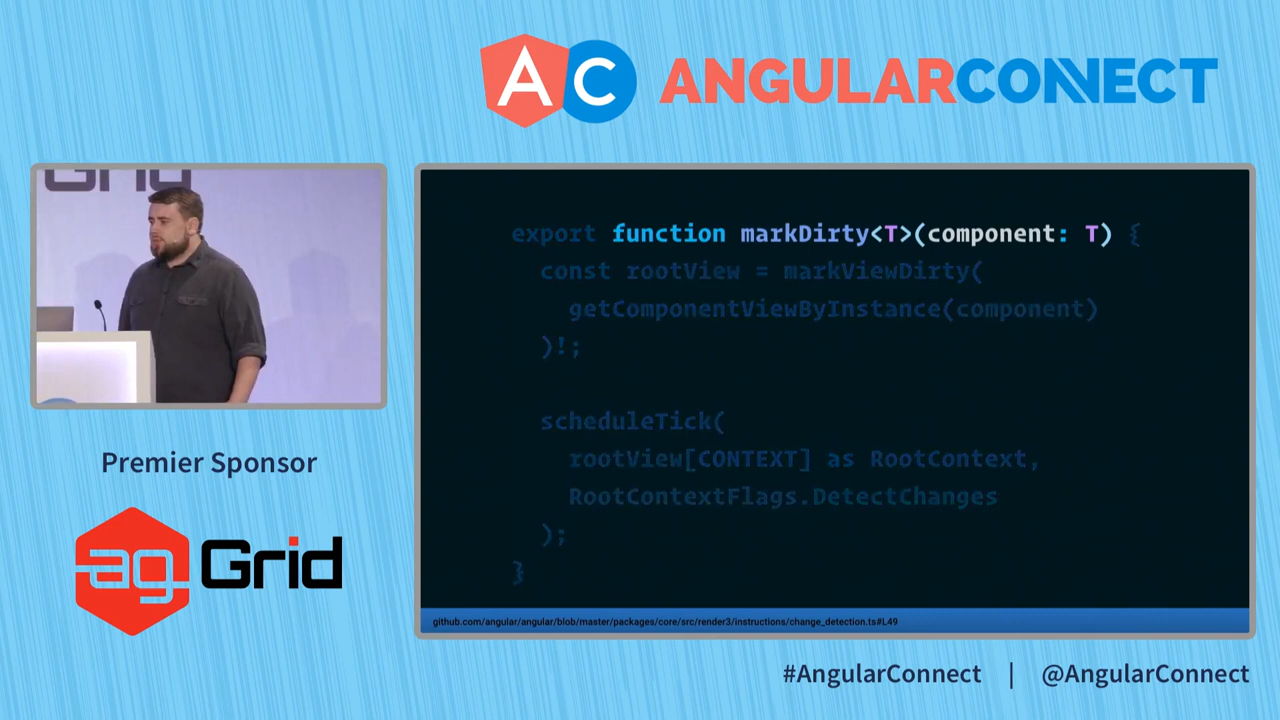 AC ANGULARCONNECT
Grid
export function markDirty<T>(component: T) {
const rootView = markViewDirty(
getComponentViewByInstance(component)
)!;
scheduleTick(
rootView[CONTEXT] as RootContext,
RootContextFlags.DetectChanges
);
}
github.com/angular/angular/blob/master/packages/core/src/render3/instructions/change_detection.ts#L49
Premier Sponsor
ag Grid
#AngularConnect | @AngularConnect